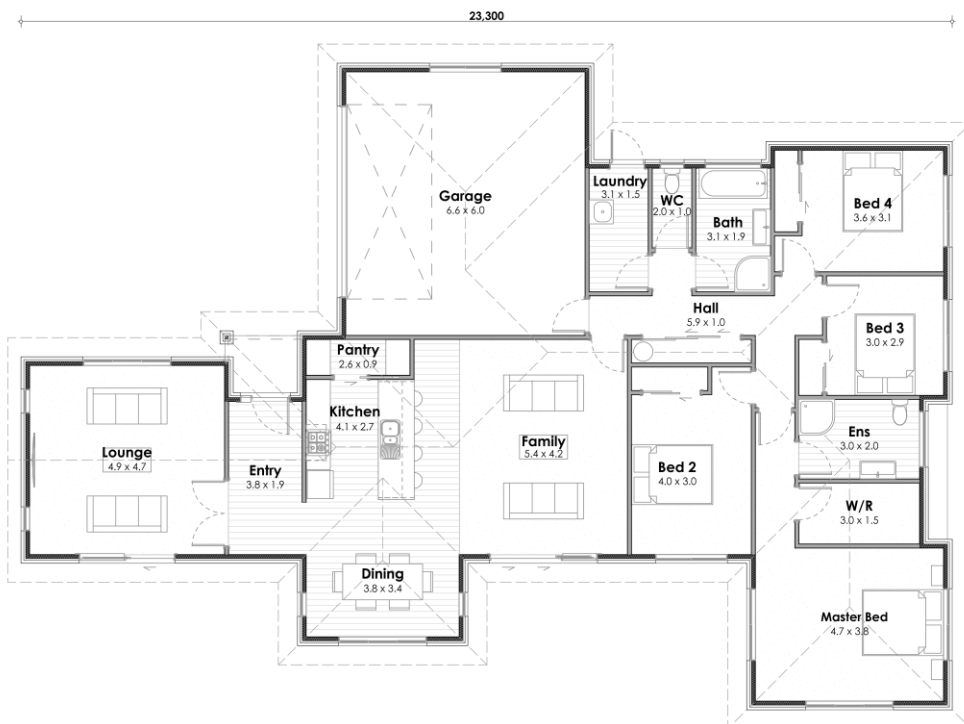 23,300
Garage
6.6 x 6.0
Laundry
3.1 x 1.5
WC
2.0 x 1.0
Bath
3.1 x 1.9
Bed 4
3.6 x 3.1
Hall
5.9 x 1.0
Bed 3
3.0 x 2.9
Pantry
2.6 x 0.9
Kitchen
4.1 x 2.7
Lounge
4.9 x 4.7
Entry
3.8 x 1.9
Family
5.4 x 4.2
Bed 2
4.0 x 3.0
Ens
3.0 x 2.0
W/R
3.0 x 1.5
Dining
3.8 x 3.4
Master Bed
4.7 x 3.8